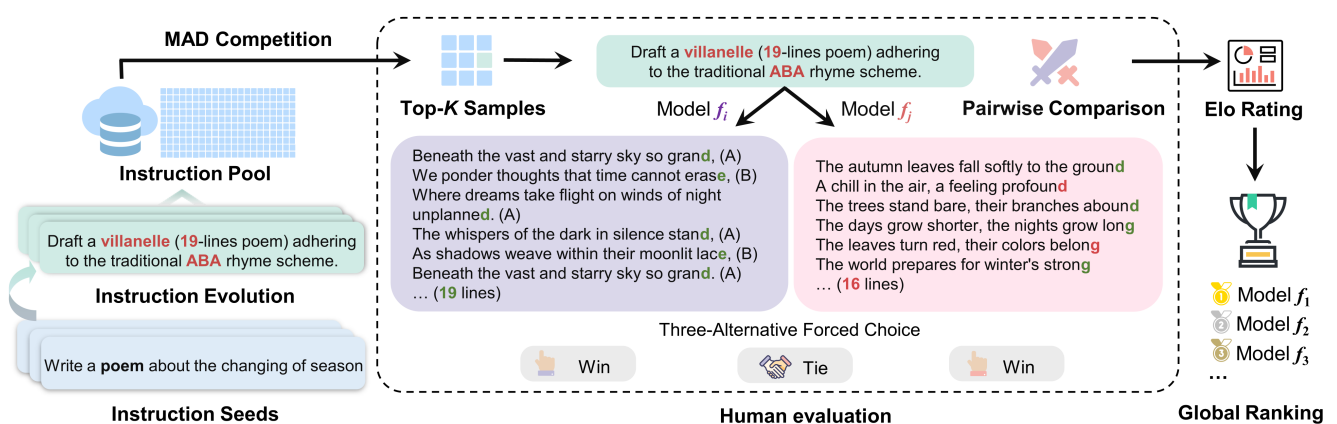 MAD Competition
Instruction Pool
Draft a villanelle (19-lines poem) adhering
to the traditional ABA rhyme scheme.
Instruction Evolution
Write a poem about the changing of season
Instruction Seeds
Top-K Samples
Draft a villanelle (19-lines poem) adhering
to the traditional ABA rhyme scheme.
Pairwise Comparison
Model fi
Model fj
Beneath the vast and starry sky so grand, (A)
We ponder thoughts that time cannot erase, (B)
Where dreams take flight on winds of night
unplanned. (A)
The whispers of the dark in silence stand, (A)
As shadows weave within their moonlit lace, (B)
Beneath the vast and starry sky so grand. (A)
… (19 lines)
The autumn leaves fall softly to the ground
A chill in the air, a feeling profound
The trees stand bare, their branches abound
The days grow shorter, the nights grow long
The leaves turn red, their colors belong
The world prepares for winter's strong
… (16 lines)
Three-Alternative Forced Choice
Win
Tie
Win
Human evaluation
Elo Rating
1
Model f1
2
Model f2
3
Model f3
…
Global Ranking